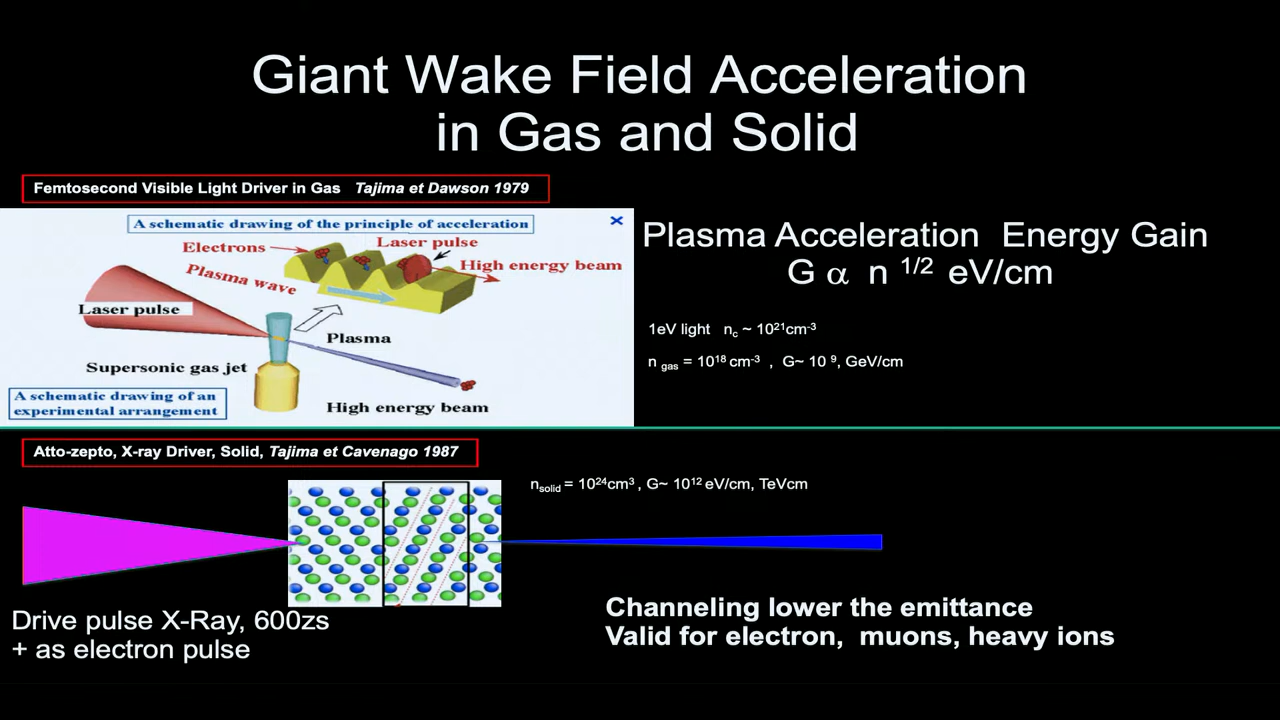 Giant Wake Field Acceleration
in Gas and Solid
Femtosecond Visible Light Driver in Gas Tajima et Dawson 1979
A schematic drawing of the principle of acceleration
Electrons
Laser pulse
High energy beam
Plasma wave
Laser pulse
Plasma
Supersonic gas jet
A schematic drawing of an
experimental arrangement
High energy beam
Plasma Acceleration Energy Gain
G α n 1/2 eV/cm
1eV light nc ~ 10²¹cm⁻³
n gas = 10¹⁸ cm⁻³ , G~ 10 ⁹, GeV/cm
Atto-zepto, X-ray Driver, Solid, Tajima et Cavenago 1987
nsolid = 10²⁴cm³ , G~ 10¹² eV/cm, TeVcm
Drive pulse X-Ray, 600zs
+ as electron pulse
Channeling lower the emittance
Valid for electron, muons, heavy ions